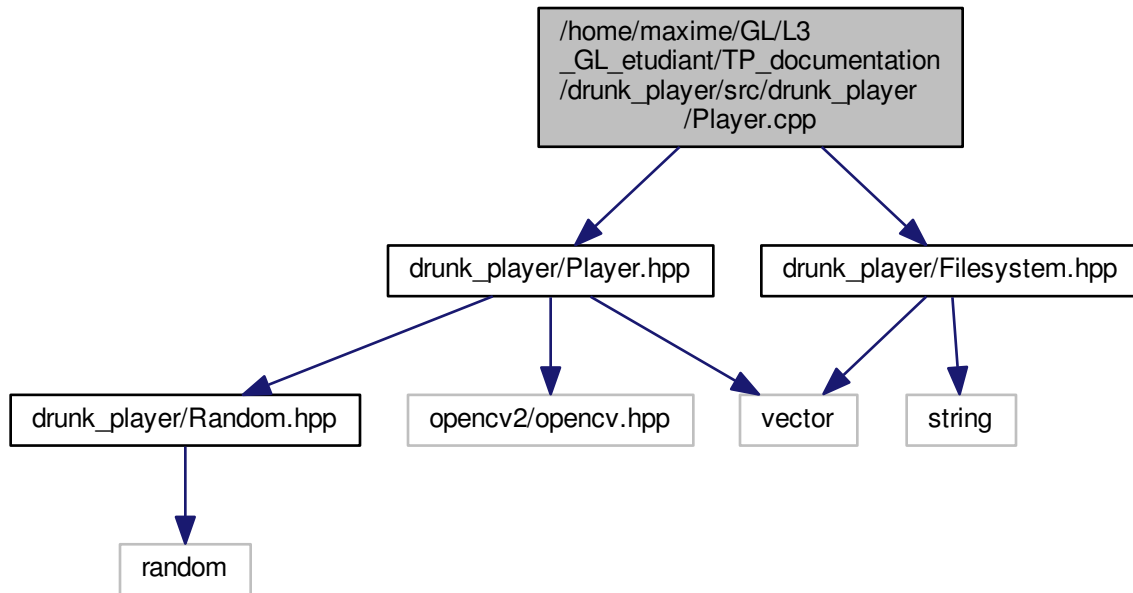 /home/maxime/GL/L3
_GL_etudiant/TP_documentation
/drunk_player/src/drunk_player
/Player.cpp
drunk_player/Player.hpp
drunk_player/Filesystem.hpp
drunk_player/Random.hpp
opencv2/opencv.hpp
vector
string
random